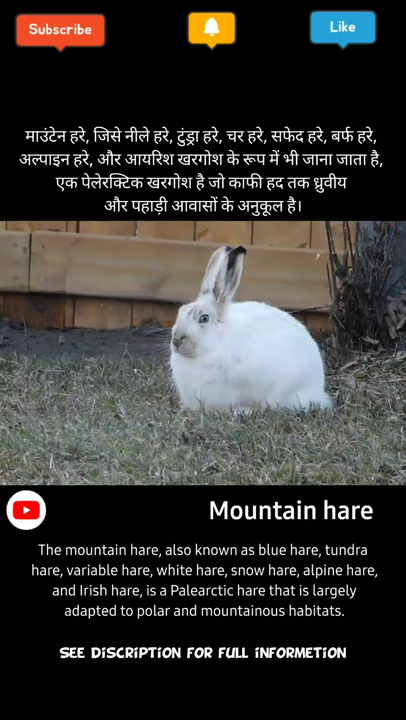 Subscribe
Like
माउंटेन हरे, जिसे नीले हरे, टुंड्रा हरे, चर हरे, सफेद हरे, बर्फ हरे,
अल्पाइन हरे, और आयरिश खरगोश के रूप में भी जाना जाता है,
एक पेलेरक्टिक खरगोश है जो काफी हद तक ध्रुवीय
और पहाड़ी आवासों के अनुकूल है।
Mountain hare
The mountain hare, also known as blue hare, tundra
hare, variable hare, white hare, snow hare, alpine hare,
and Irish hare, is a Palearctic hare that is largely
adapted to polar and mountainous habitats.
SEE DISCRIPTION FOR FULL INFORMETION